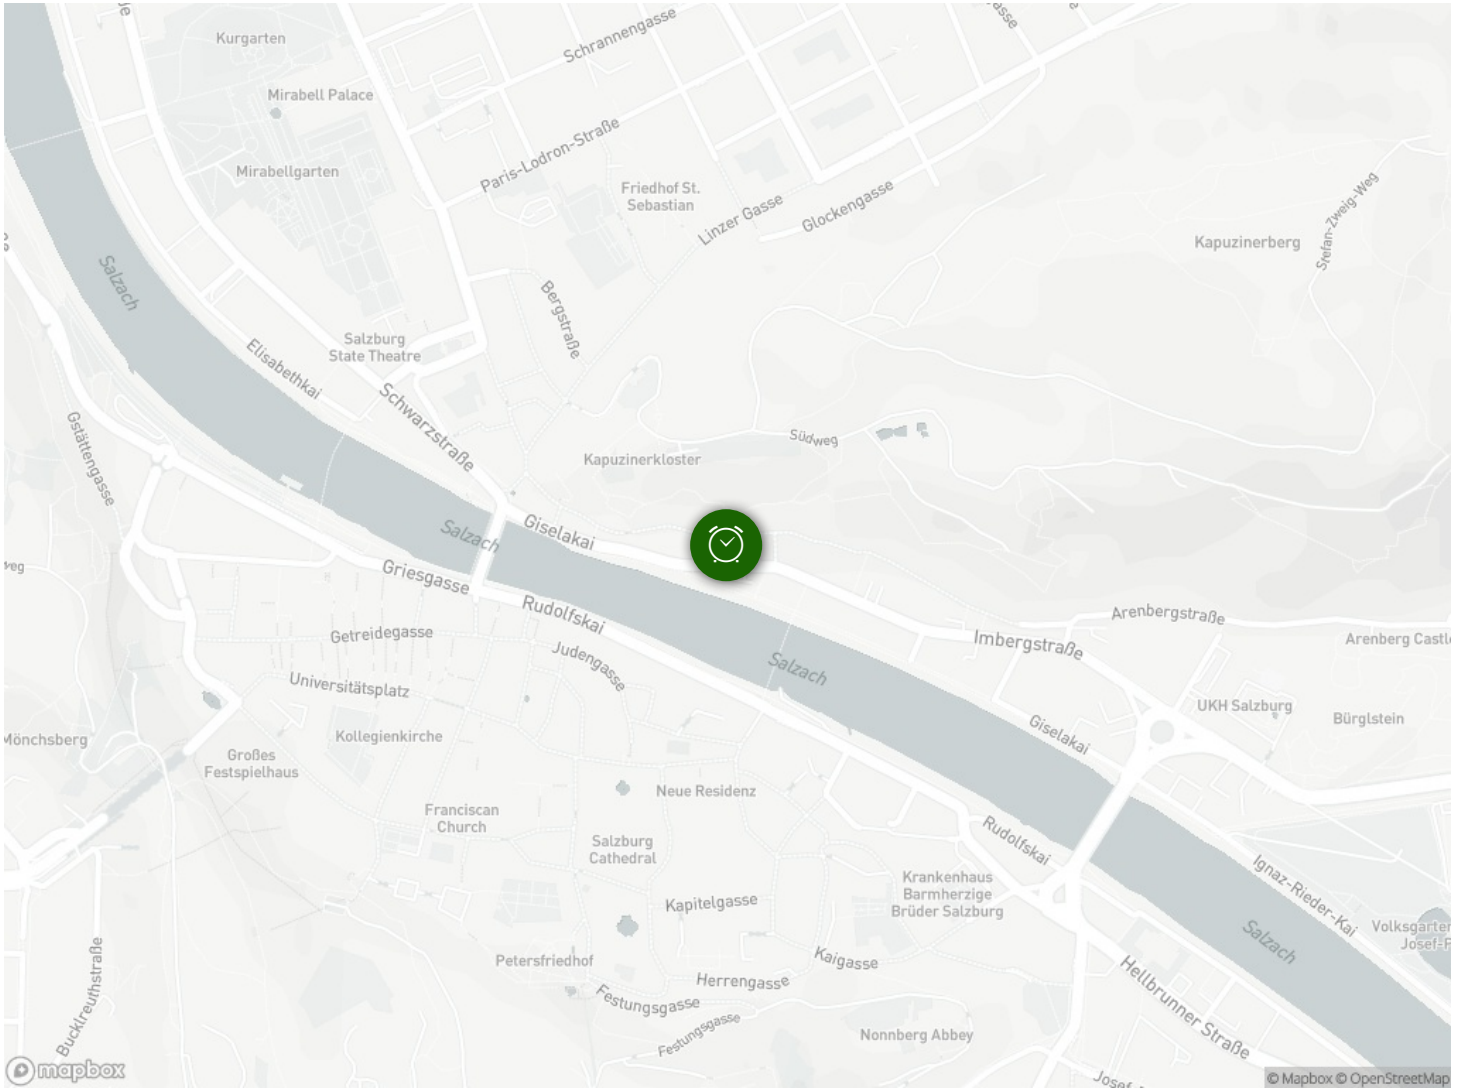 Kurgarten
Schrannengasse
Mirabell Palace
Paris-Lodron-Straße
Mirabellgarten
Friedhof St.
Sebastian
Linzer Gasse
Glockengasse
Stefan-Zweig-Weg
Kapuzinerberg
Salzach
Bergstraße
Salzburg
State Theatre
Elisabethkai
Schwarzstraße
Gstättengasse
Südweg
Kapuzinerkloster
Giselakai
Salzach
Griesgasse
Rudolfskai
Getreidegasse
Judengasse
Arenbergstraße
Imbergstraße
Arenberg Castl
Salzach
Universitätsplatz
UKH Salzburg
Bürglstein
Giselakai
Kollegienkirche
Mönchsberg
Großes
Festspielhaus
Neue Residenz
Franciscan
Church
Salzburg
Cathedral
Rudolfskai
Krankenhaus
Barmherzige
Brüder Salzburg
Ignaz-Rieder-Kai
Kapitelgasse
Volksgarten
Josef-P
Salzach
Petersfriedhof
Kaigasse
Herrengasse
Hellbrunner Straße
Festungsgasse
Festungsgasse
Nonnberg Abbey
Bucklreuthstraße
mapbox
Josef-
© Mapbox © OpenStreetMap